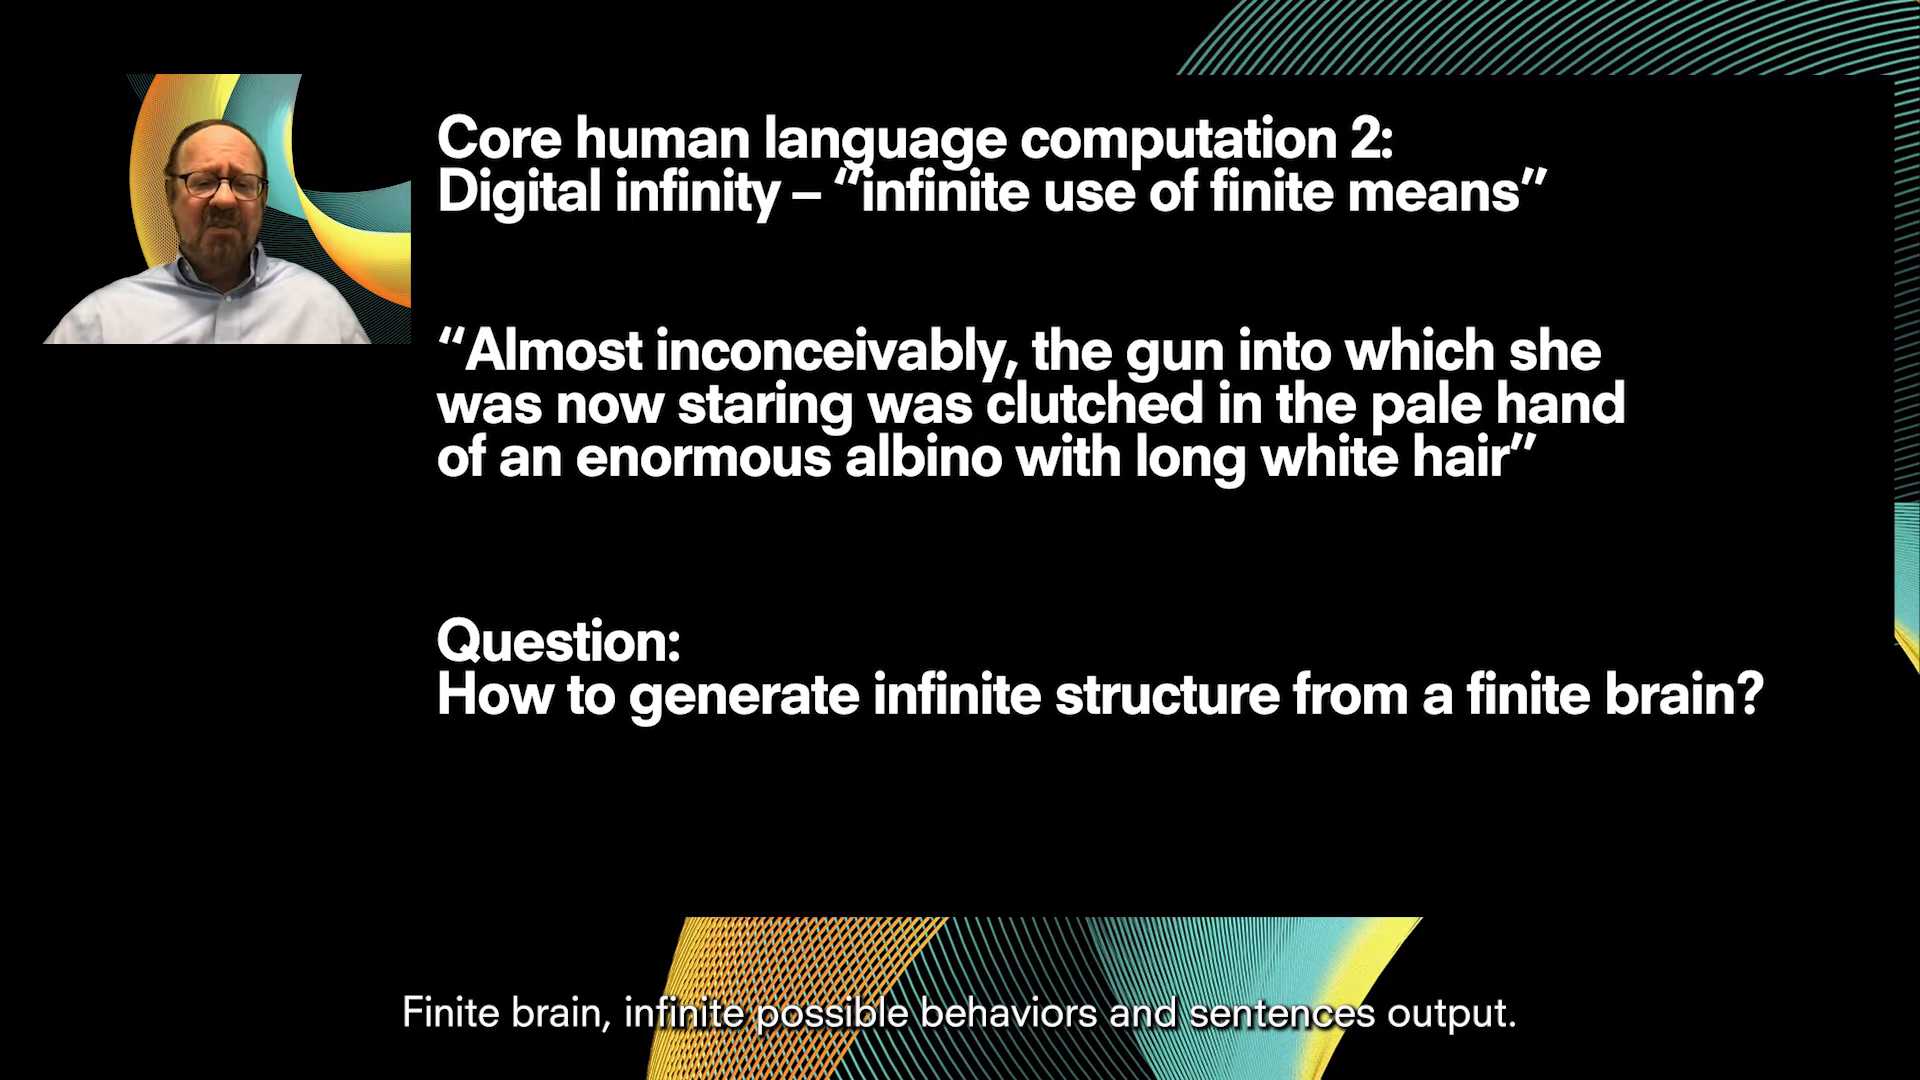 Core human language computation 2:
Digital infinity – “infinite use of finite means”
“Almost inconceivably, the gun into which she
was now staring was clutched in the pale hand
of an enormous albino with long white hair”
Question:
How to generate infinite structure from a finite brain?
Finite brain, infinite possible behaviors and sentences output.